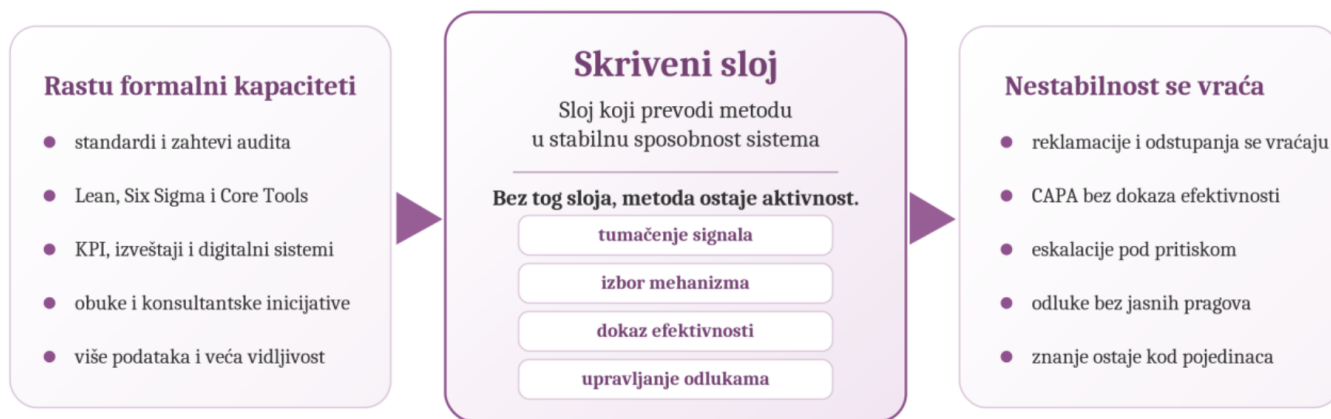 Rastu formalni kapaciteti
standardi i zahtevi audita
Lean, Six Sigma i Core Tools
KPI, izveštaji i digitalni sistemi
obuke i konsultantske inicijative
više podataka i veća vidljivost
Skriveni sloj
Sloj koji prevodi metodu
u stabilnu sposobnost sistema
Bez tog sloja, metoda ostaje aktivnost.
tumačenje signala
izbor mehanizma
dokaz efektivnosti
upravljanje odlukama
Nestabilnost se vraća
reklamacije i odstupanja se vraćaju
CAPA bez dokaza efektivnosti
eskalacije pod pritiskom
odluke bez jasnih pragova
znanje ostaje kod pojedinaca